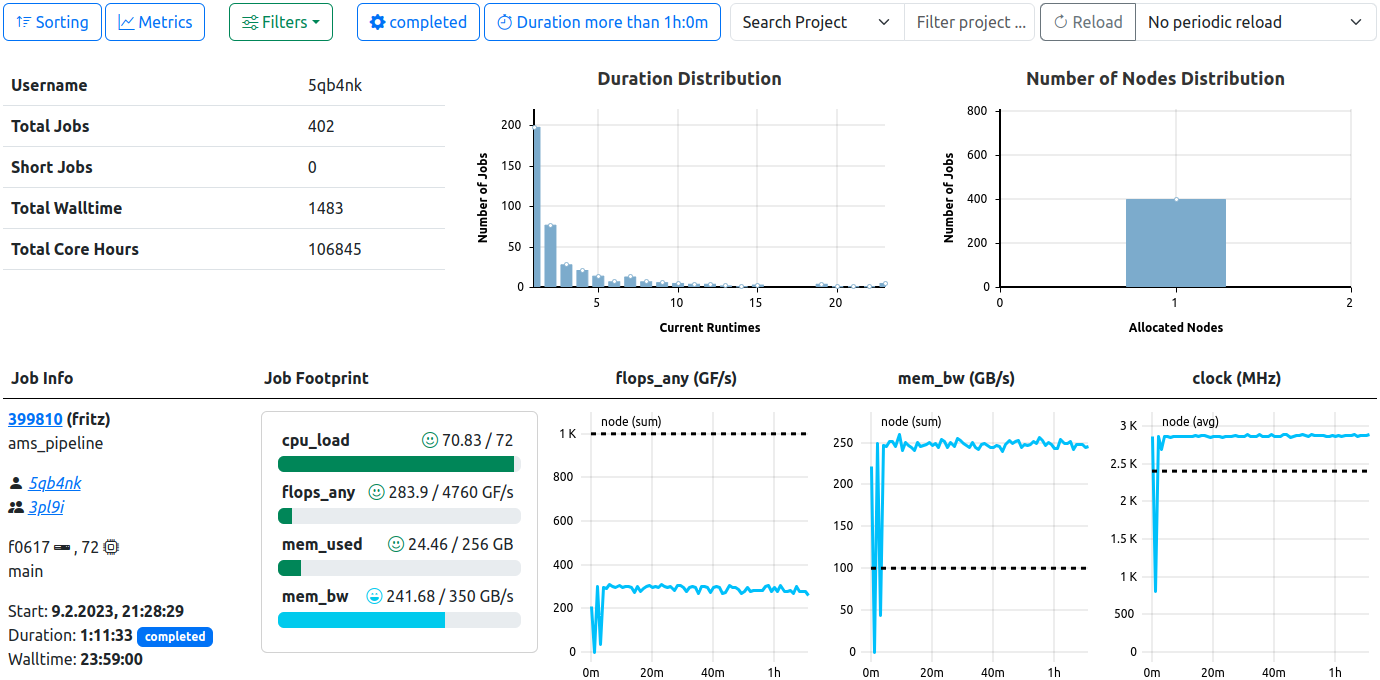 Sorting Metrics Filters completed Duration more than 1h:0m Search Project Filter project ... Reload No periodic reload
Username 5qb4nk
Total Jobs 402
Short Jobs 0
Total Walltime 1483
Total Core Hours 106845
Duration Distribution
Number of Jobs
200
150
100
50
0
5 10 15 20
Current Runtimes
Number of Nodes Distribution
Number of Jobs
800
600
400
200
0
0 1 2
Allocated Nodes
Job Info Job Footprint flops_any (GF/s) mem_bw (GB/s) clock (MHz)
399810 (fritz)
ams_pipeline
5qb4nk
3pl9i
f0617 , 72
main
Start: 9.2.2023, 21:28:29
Duration: 1:11:33 completed
Walltime: 23:59:00
cpu_load 70.83 / 72
flops_any 283.9 / 4760 GF/s
mem_used 24.46 / 256 GB
mem_bw 241.68 / 350 GB/s
node (sum)
1 K
800
600
400
200
0
0m 20m 40m 1h
node (sum)
250
200
150
100
50
0
0m 20m 40m 1h
node (avg)
3 K
2.5 K
2 K
1.5 K
1 K
500
0
0m 20m 40m 1h